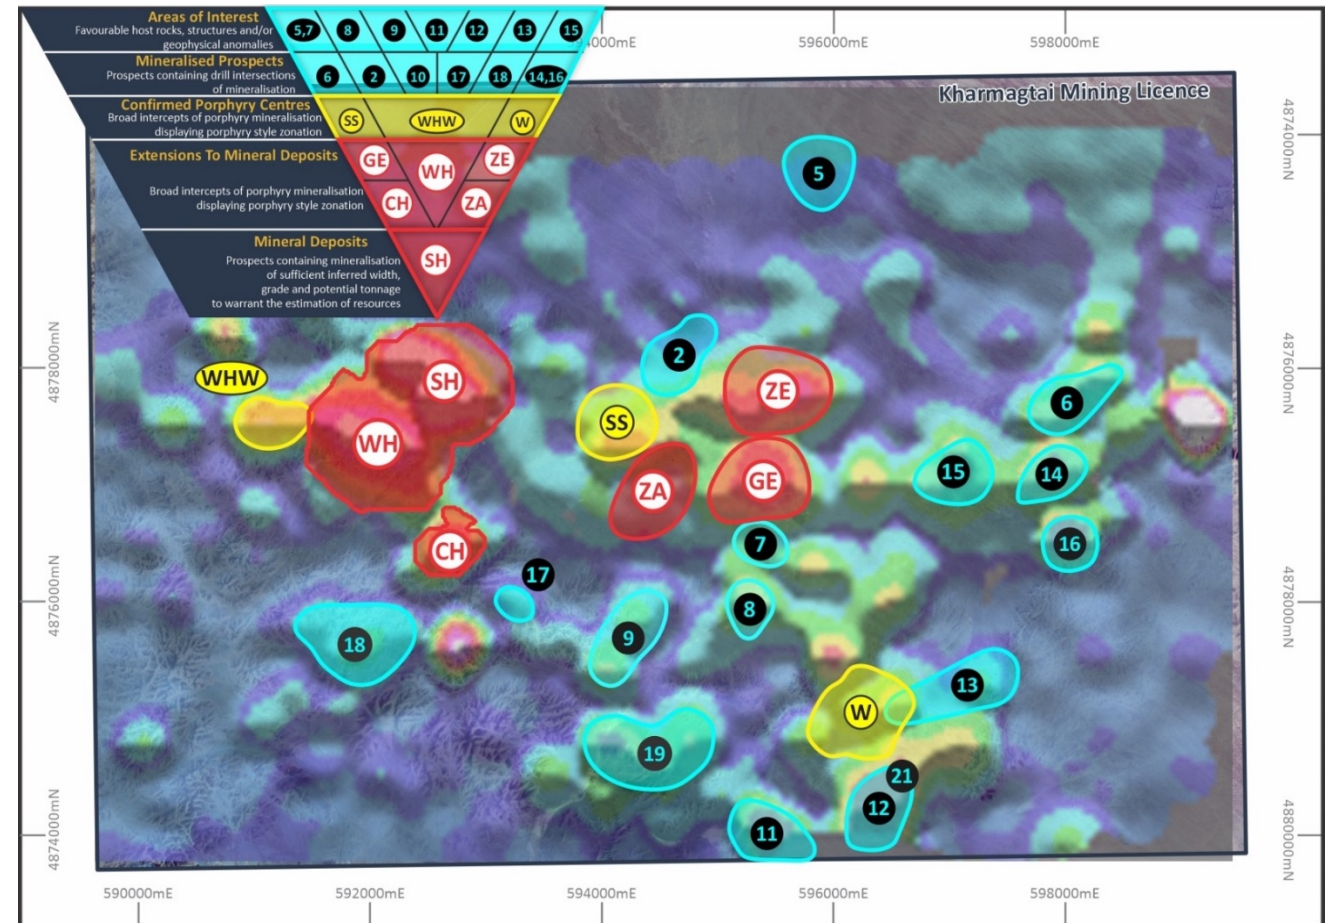 Areas of Interest
Favourable host rocks, structures and/or
geophysical anomalies
5,7 8 9 11 12 13 15
Mineralised Prospects
Prospects containing drill intersections
of mineralisation
6 2 10 17 18 14,16
Confirmed Porphyry Centres
Broad intercepts of porphyry mineralisation
displaying porphyry style zonation
SS WHW W
Extensions To Mineral Deposits
Broad intercepts of porphyry mineralisation
displaying porphyry style zonation
GE WH ZE
CH ZA
Mineral Deposits
Prospects containing mineralisation
of sufficient inferred width,
grade and potential tonnage
to warrant the estimation of resources
SH
594000mE 596000mE 598000mE
Kharmagtai Mining Licence
5
2
WHW
SH
ZE
6
SS
WH
ZA
GE
15
14
CH
7
16
17
8
18
9
13
W
19
21
12
11
4878000mN
4876000mN
4874000mN
4874000mN
4876000mN
4878000mN
4880000mN
590000mE 592000mE 594000mE 596000mE 598000mE